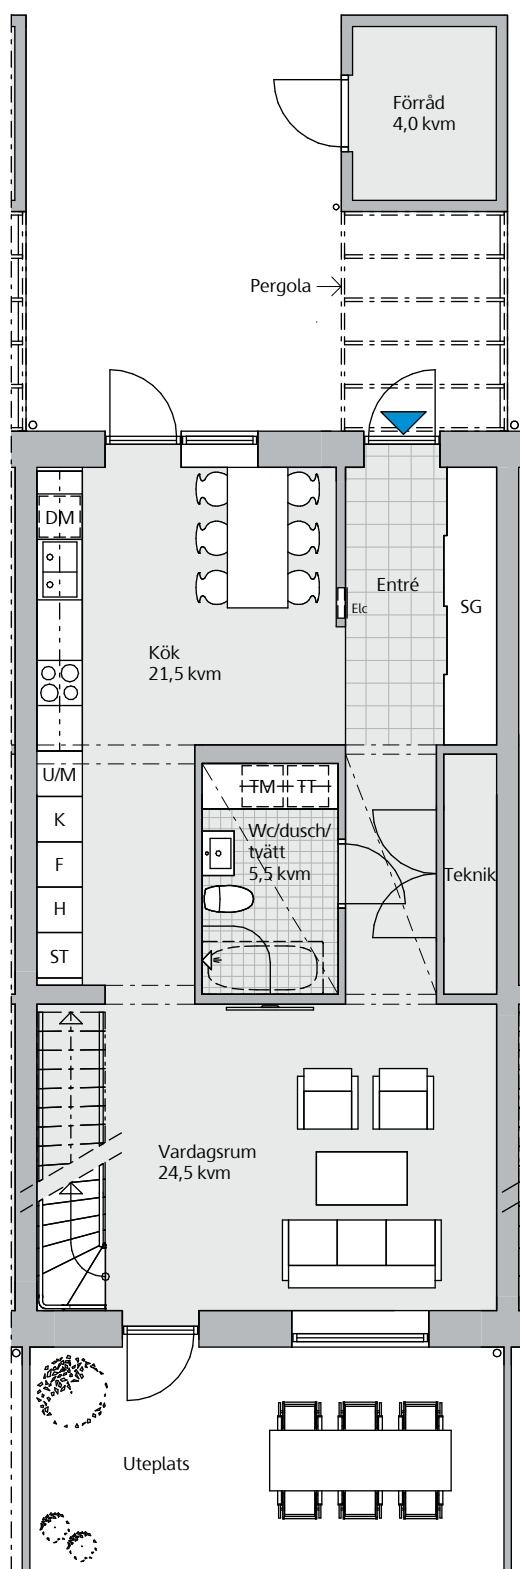 Förråd
4,0 kvm
Pergola
DM
Entré
SG
Elc
Kök
21,5 kvm
U/M
TM
TT
K
Wc/dusch/
tvätt
5,5 kvm
F
Teknik
H
ST
Vardagsrum
24,5 kvm
Uteplats